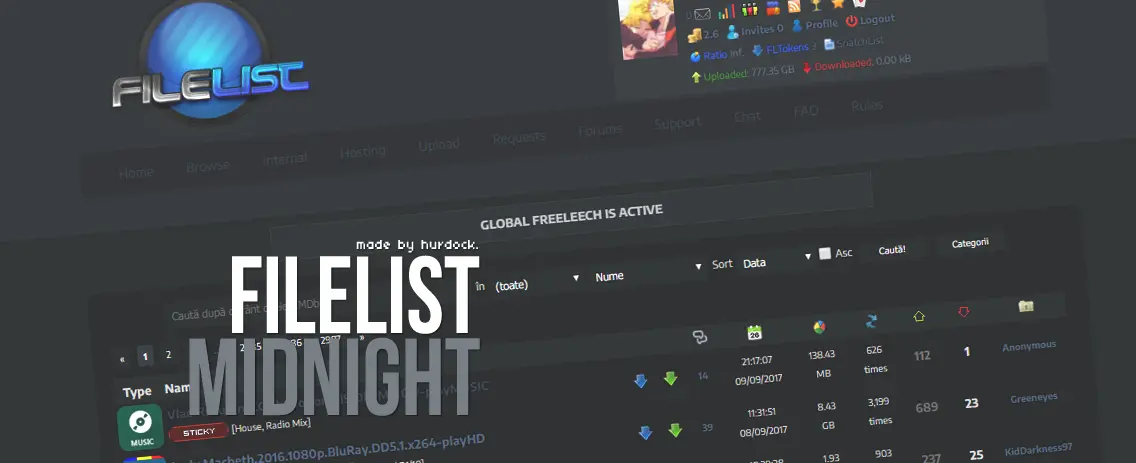 FILELIST
2.6 Invites 0 Profile Logout
Ratio Inf. FLTokens 3 SnatchList
Uploaded: 777.35 GB Downloaded: 0.00 kB
Home Browse Internal Hosting Upload Requests Forums Support Chat FAQ Rules
GLOBAL FREELEECH IS ACTIVE
made by hurdock.
FILELIST
MIDNIGHT
Caută după
în (toate) Nume Sort Data Asc Caută! Categorii
« 1 2 »
Type
26
MUSIC
STICKY [House, Radio Mix]
14 21:17:07 09/09/2017 138.43 MB 626 times 112 1 Anonymous
Macbeth.2016.1080p.BluRay.DD5.1.x264-playHD
39 11:31:51 08/09/2017 8.43 GB 3,199 times 689 23 Greeneyes
1.93 903 237 25 KidDarkness97